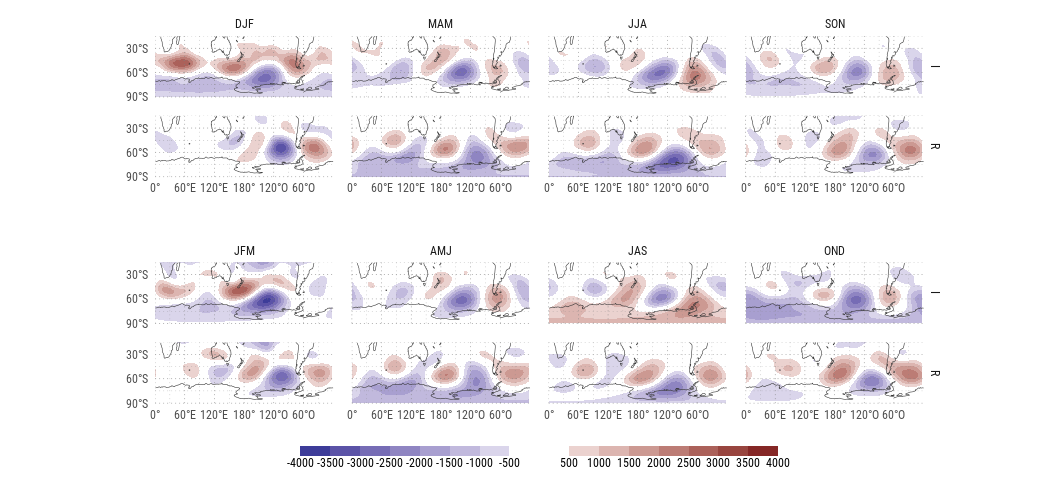 DJF MAM JJA SON
30°S
60°S
90°S
I
30°S
60°S
90°S
R
0° 60°E 120°E 180° 120°O 60°O 0° 60°E 120°E 180° 120°O 60°O 0° 60°E 120°E 180° 120°O 60°O 0° 60°E 120°E 180° 120°O 60°O
JFM AMJ JAS OND
30°S
60°S
90°S
I
30°S
60°S
90°S
R
0° 60°E 120°E 180° 120°O 60°O 0° 60°E 120°E 180° 120°O 60°O 0° 60°E 120°E 180° 120°O 60°O 0° 60°E 120°E 180° 120°O 60°O
-4000 -3500 -3000 -2500 -2000 -1500 -1000 -500 500 1000 1500 2000 2500 3000 3500 4000